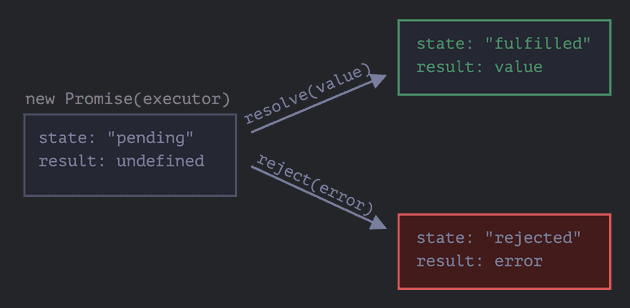 new Promise(executor)
state: "pending"
result: undefined
resolve(value)
state: "fulfilled"
result: value
reject(error)
state: "rejected"
result: error